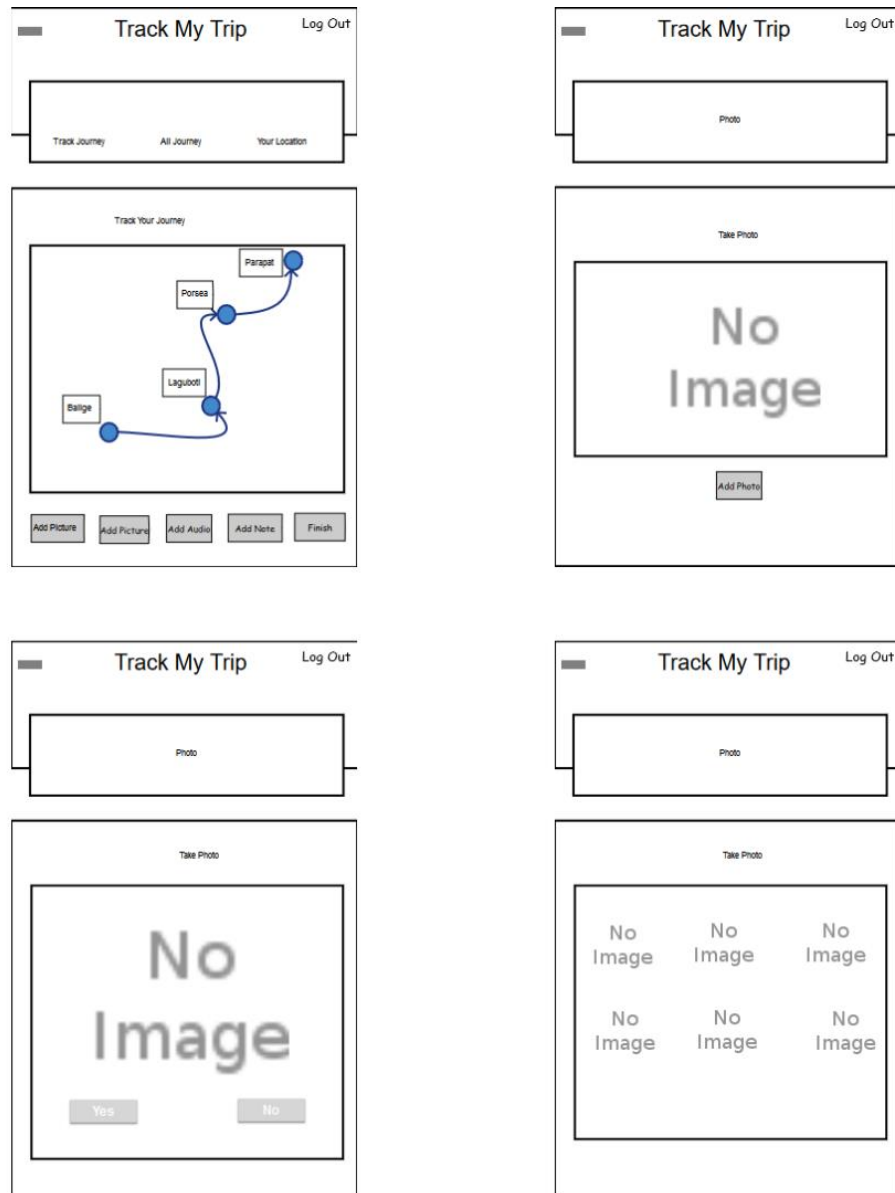 Track My Trip
Log Out
Track Journey
All Journey
Your Location
Track Your Journey
Parapat
Porsea
Laguboti
Balige
Add Picture
Add Picture
Add Audio
Add Note
Finish
Track My Trip
Log Out
Photo
Take Photo
No
Image
Add Photo
Track My Trip
Log Out
Photo
Take Photo
No
Image
Yes
No
Track My Trip
Log Out
Photo
Take Photo
No
Image
No
Image
No
Image
No
Image
No
Image
No
Image